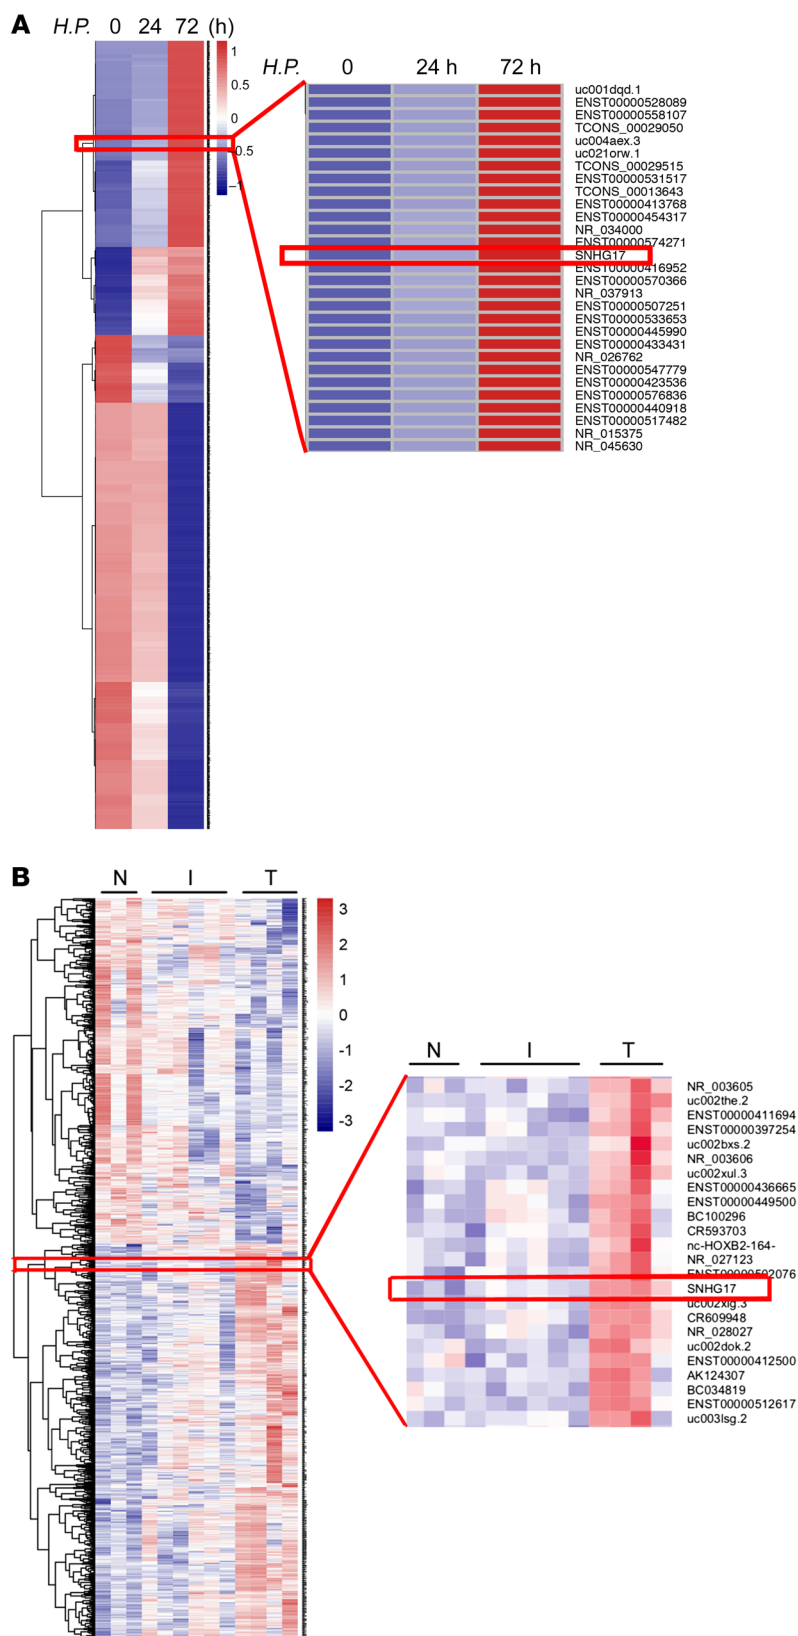 A
H.P. 0 24 72 (h)
1
0.5
0
-0.5
-1
H.P. 0 24 h 72 h
uc001dqd.1
ENST00000528089
ENST00000558107
TCONS_00029050
uc004aex.3
uc021orw.1
TCONS_00029515
ENST00000531517
TCONS_00013643
ENST00000413768
ENST00000454317
NR_034000
ENST00000574271
SNHG17
ENST00000416952
ENST00000570366
NR_037913
ENST00000507251
ENST00000533653
ENST00000445990
ENST00000433431
NR_026762
ENST00000547779
ENST00000423536
ENST00000576836
ENST00000440918
ENST00000517482
NR_015375
NR_045630
B
N I T
3
2
1
0
-1
-2
-3
N I T
NR_003605
uc002the.2
ENST00000411694
ENST00000397254
uc002bxs.2
NR_003606
uc002xul.3
ENST00000436665
ENST00000449500
BC100296
CR593703
nc-HOXB2-164-
NR_027123
ENST00000502076
SNHG17
uc002xig.3
CR609948
NR_028027
uc002dok.2
ENST00000412500
AK124307
BC034819
ENST00000512617
uc003lsg.2